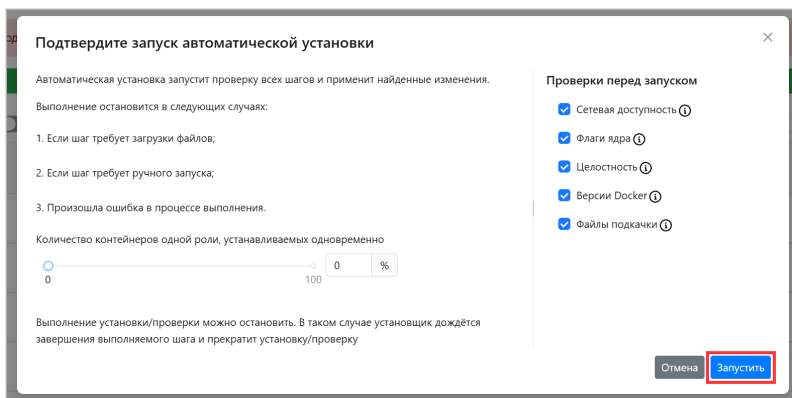 Подтвердите запуск автоматической установки
Автоматическая установка запустит проверку всех шагов и применит найденные изменения.
Выполнение остановится в следующих случаях:
1. Если шаг требует загрузки файлов;
2. Если шаг требует ручного запуска;
3. Произошла ошибка в процессе выполнения.
Количество контейнеров одной роли, устанавливаемых одновременно
0 %
0 100
Выполнение установки/проверки можно остановить. В таком случае установщик дождётся
завершения выполняемого шага и прекратит установку/проверку
Проверки перед запуском
Сетевая доступность
Флаги ядра
Целостность
Версии Docker
Файлы подкачки
Отмена Запустить